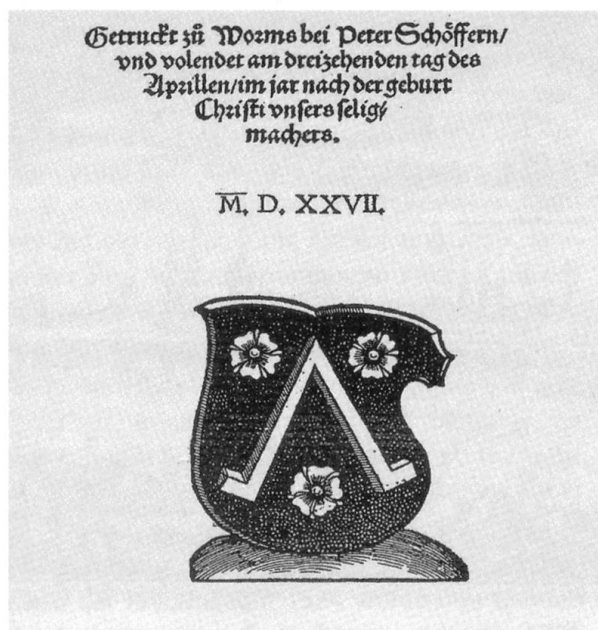 Getruckt zů Worms bei Peter Schöffern/
vnd volendet am dreizehenden tag des
Aprillen/im jar nach der geburt
Christi vnsers selig⸗
machers.
M. D. XXVII.